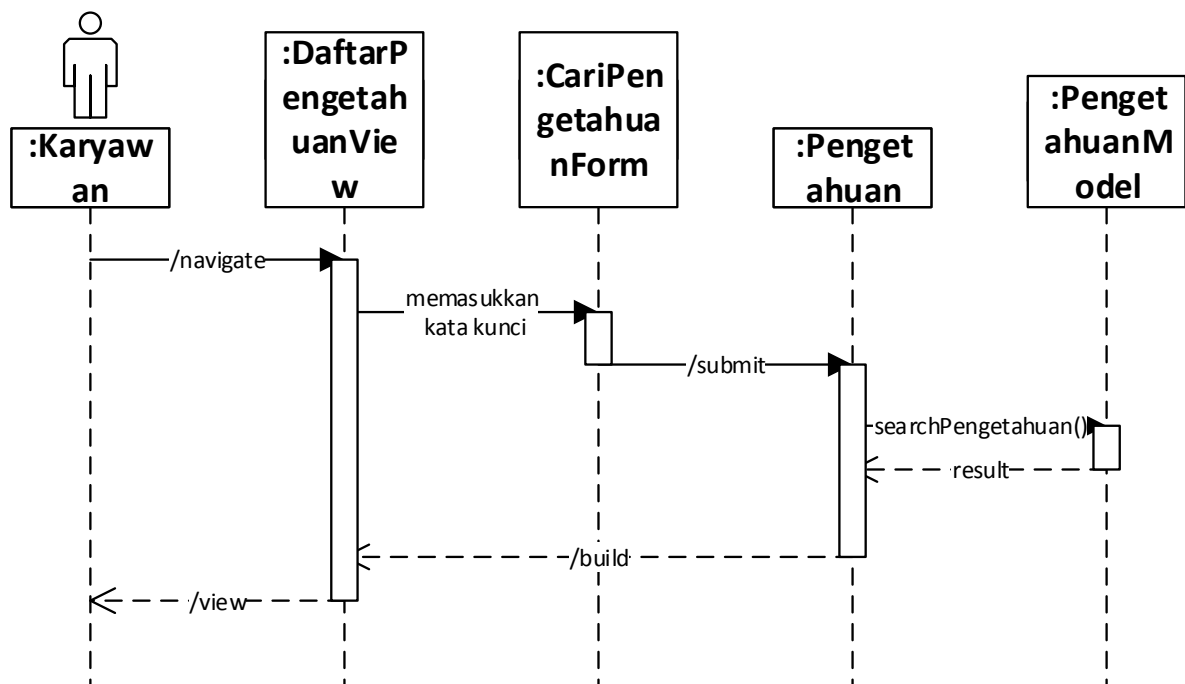 :Karyaw
an
:DaftarP
engetah
uanVie
w
:CariPen
getahua
nForm
:Penget
ahuan
:Penget
ahuanM
odel
/navigate
memasukkan
kata kunci
/submit
searchPengetahuan()
result
/build
/view